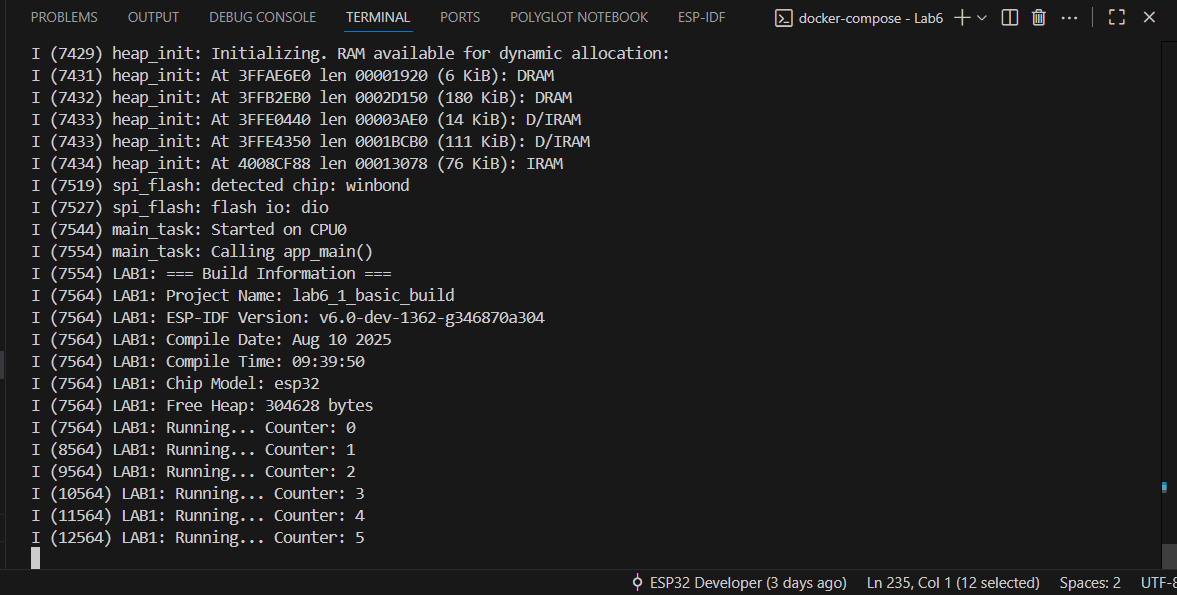 PROBLEMS OUTPUT DEBUG CONSOLE TERMINAL PORTS POLYGLOT NOTEBOOK ESP-IDF docker-compose - Lab6
I (7429) heap_init: Initializing. RAM available for dynamic allocation:
I (7431) heap_init: At 3FFAE6E0 len 00001920 (6 KiB): DRAM
I (7432) heap_init: At 3FFB2EB0 len 0002D150 (180 KiB): DRAM
I (7433) heap_init: At 3FFE0440 len 00003AE0 (14 KiB): D/IRAM
I (7433) heap_init: At 3FFE4350 len 0001BCB0 (111 KiB): D/IRAM
I (7434) heap_init: At 4008CF88 len 00013078 (76 KiB): IRAM
I (7519) spi_flash: detected chip: winbond
I (7527) spi_flash: flash io: dio
I (7544) main_task: Started on CPU0
I (7554) main_task: Calling app_main()
I (7554) LAB1: === Build Information ===
I (7564) LAB1: Project Name: lab6_1_basic_build
I (7564) LAB1: ESP-IDF Version: v6.0-dev-1362-g346870a304
I (7564) LAB1: Compile Date: Aug 10 2025
I (7564) LAB1: Compile Time: 09:39:50
I (7564) LAB1: Chip Model: esp32
I (7564) LAB1: Free Heap: 304628 bytes
I (7564) LAB1: Running... Counter: 0
I (8564) LAB1: Running... Counter: 1
I (9564) LAB1: Running... Counter: 2
I (10564) LAB1: Running... Counter: 3
I (11564) LAB1: Running... Counter: 4
I (12564) LAB1: Running... Counter: 5
ESP32 Developer (3 days ago) Ln 235, Col 1 (12 selected) Spaces: 2 UTF-8